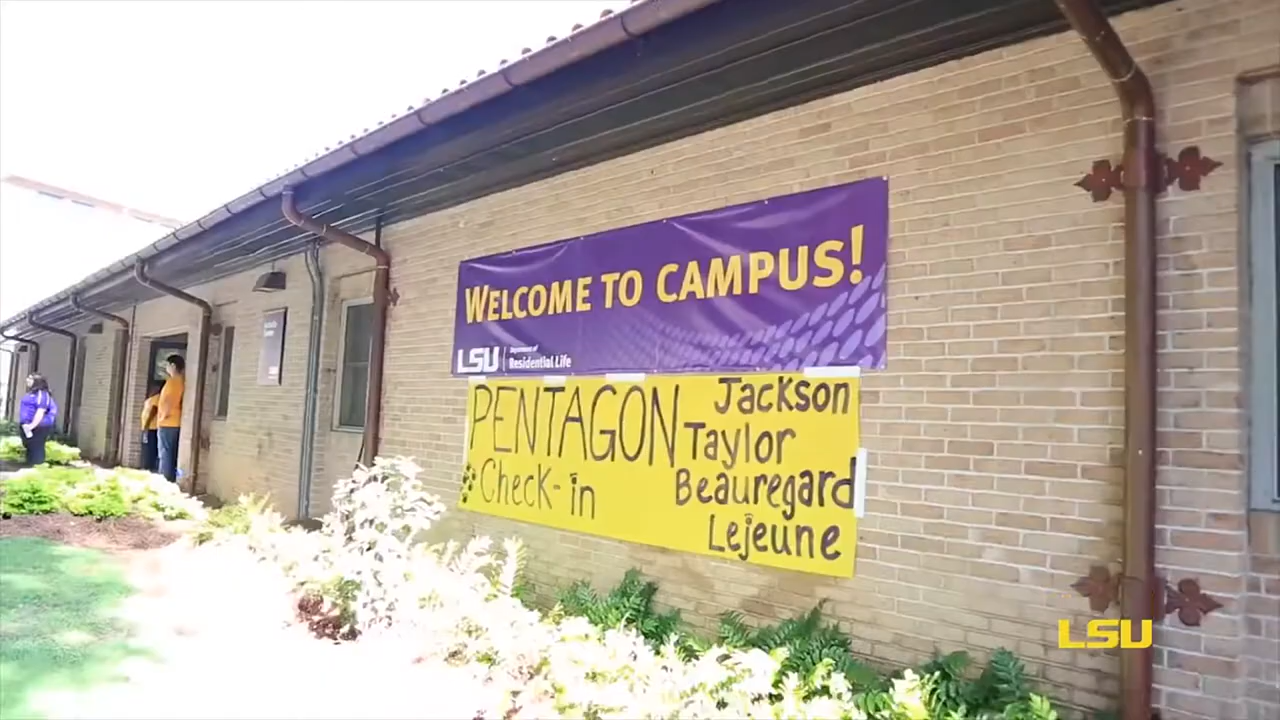 WELCOME TO CAMPUS!
LSU Department of Residential Life
PENTAGON
Check-in
Jackson
Taylor
Beauregard
Lejeune
LSU